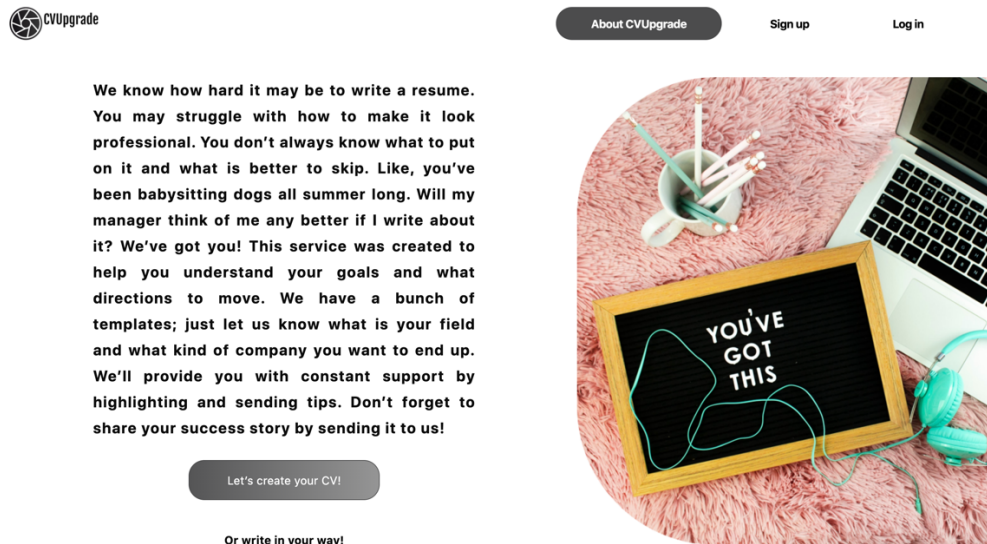 CVUpgrade
About CVUpgrade
Sign up
Log in
We know how hard it may be to write a resume.
You may struggle with how to make it look
professional. You don’t always know what to put
on it and what is better to skip. Like, you’ve
been babysitting dogs all summer long. Will my
manager think of me any better if I write about
it? We’ve got you! This service was created to
help you understand your goals and what
directions to move. We have a bunch of
templates; just let us know what is your field
and what kind of company you want to end up.
We’ll provide you with constant support by
highlighting and sending tips. Don’t forget to
share your success story by sending it to us!
Let’s create your CV!
Or write in your way!
YOU’VE
GOT
THIS